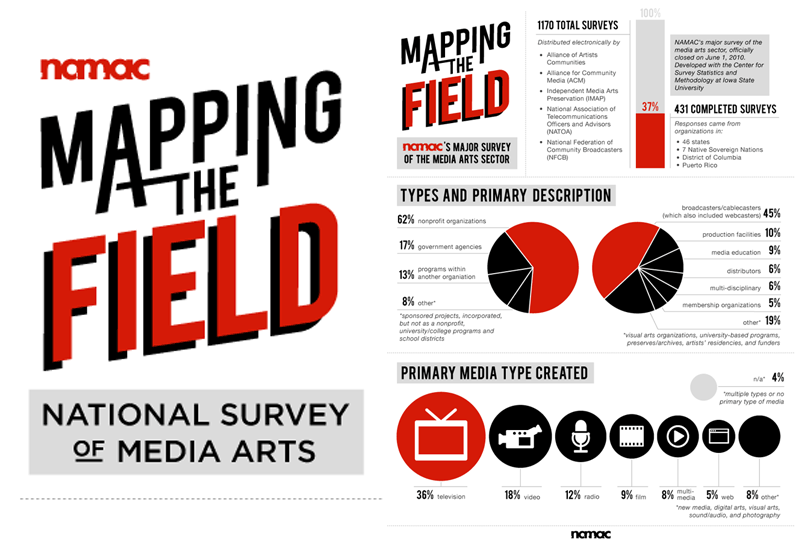 namac
MAPPING
THE
FIELD
NATIONAL SURVEY
OF MEDIA ARTS
MAPPING
THE
FIELD
namac'S MAJOR SURVEY
OF THE MEDIA ARTS SECTOR
1170 TOTAL SURVEYS
Distributed electronically by
• Alliance of Artists
Communities
• Alliance for Community
Media (ACM)
• Independent Media Arts
Preservation (IMAP)
• National Association of
Telecommunications
Officers and Advisors
(NATOA)
• National Federation of
Community Broadcasters
(NFCB)
100%
37%
NAMAC's major survey of the
media arts sector, officially
closed on June 1, 2010.
Developed with the Center for
Survey Statistics and
Methodology at Iowa State
University
431 COMPLETED SURVEYS
Responses came from
organizations in:
• 46 states
• 7 Native Sovereign Nations
• District of Columbia
• Puerto Rico
TYPES AND PRIMARY DESCRIPTION
62% nonprofit organizations
17% government agencies
13% programs within
another organiation
8% other*
*sponsored projects, incorporated,
but not as a nonprofit,
university/college programs and
school districts
broadcasters/cablecasters
(which also included webcasters) 45%
production facilities 10%
media education 9%
distributors 6%
multi-disciplinary 6%
membership organizations 5%
other* 19%
*visual arts organizations, university-based programs,
preserves/archives, artists' residencies, and funders
PRIMARY MEDIA TYPE CREATED
n/a* 4%
*multiple types or no
primary type of media
36% television
18% video
12% radio
9% film
8% multi-
media
5% web
8% other*
*new media, digital arts, visual arts,
sound/audio, and photography
namac